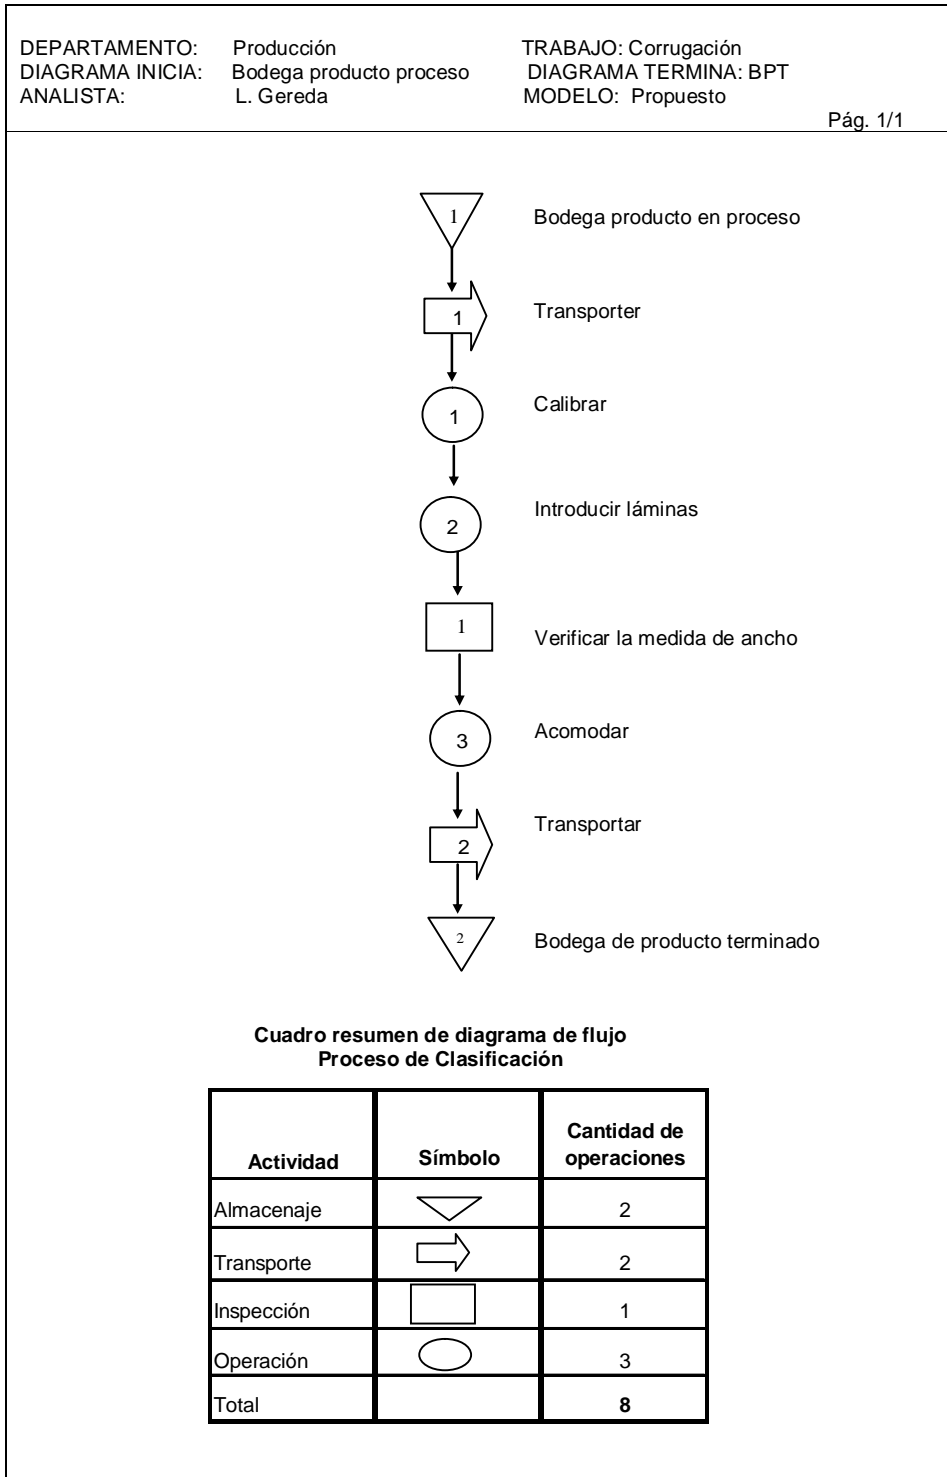 DEPARTAMENTO: Producción TRABAJO: Corrugación
DIAGRAMA INICIA: Bodega producto proceso DIAGRAMA TERMINA: BPT
ANALISTA: L. Gereda MODELO: Propuesto
Pág. 1/1
1 Bodega producto en proceso
1 Transporter
1 Calibrar
2 Introducir láminas
1 Verificar la medida de ancho
3 Acomodar
2 Transportar
2 Bodega de producto terminado
Cuadro resumen de diagrama de flujo
Proceso de Clasificación
Actividad Símbolo Cantidad de operaciones
Almacenaje 2
Transporte 2
Inspección 1
Operación 3
Total 8